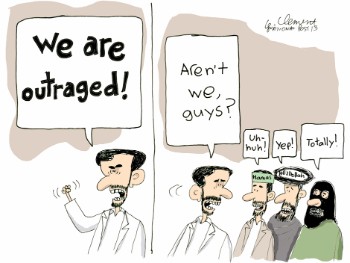 We are
outraged!
Aren't
we,
guys?
Clement
uh-
huh!
Yep!
Totally!
Hamas
Hezbollah